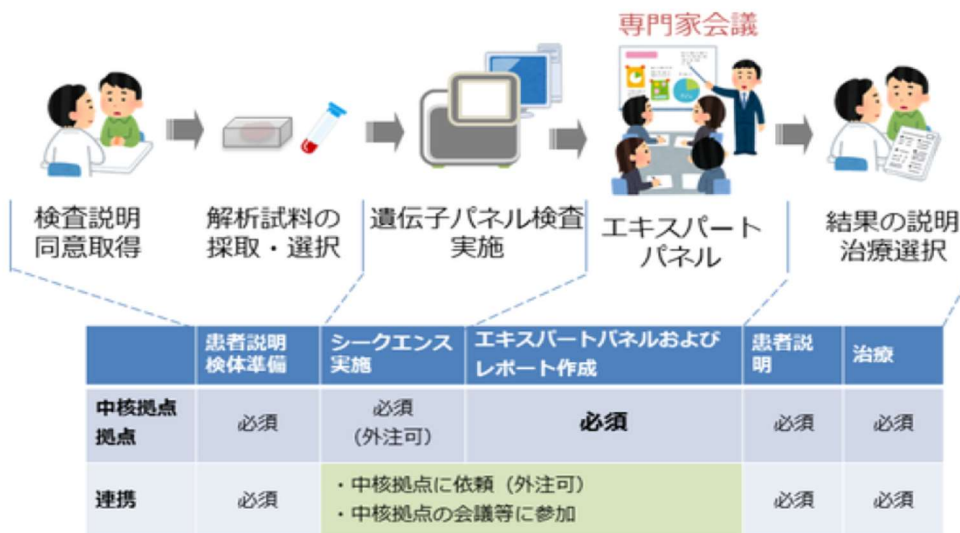 専門家会議
検査説明
同意取得
解析試料の
採取・選択
遺伝子パネル検査
実施
エキスパート
パネル
結果の説明
治療選択
患者説明
検体準備
シークエンス
実施
エキスパートパネルおよび
レポート作成
患者説
明
治療
中核拠点
拠点
必須
必須
(外注可)
必須
必須
必須
連携
必須
・中核拠点に依頼（外注可）
・中核拠点の会議等に参加
必須
必須